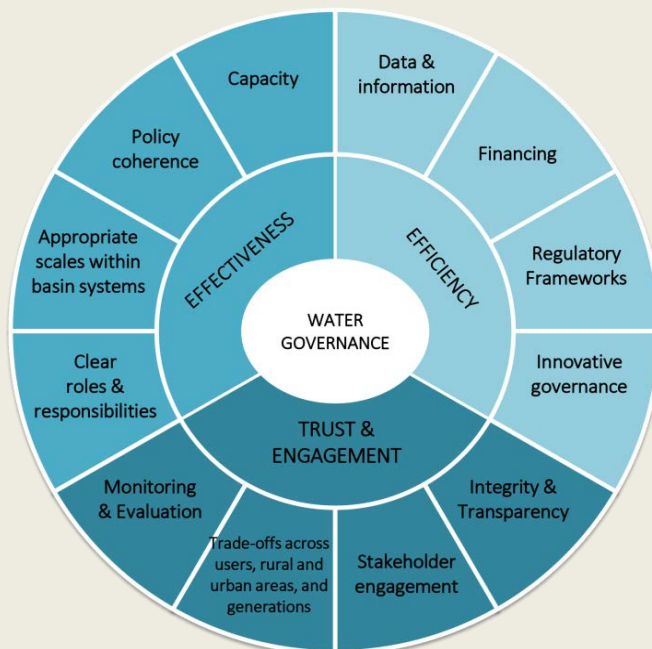 Capacity
Data &
information
Policy
coherence
Financing
Appropriate
scales within
basin systems
EFFECTIVENESS
EFFICIENCY
Regulatory
Frameworks
WATER
GOVERNANCE
Clear
roles &
responsibilities
Innovative
governance
TRUST &
ENGAGEMENT
Monitoring
& Evaluation
Integrity &
Transparency
Trade-offs across
users, rural and
urban areas, and
generations
Stakeholder
engagement